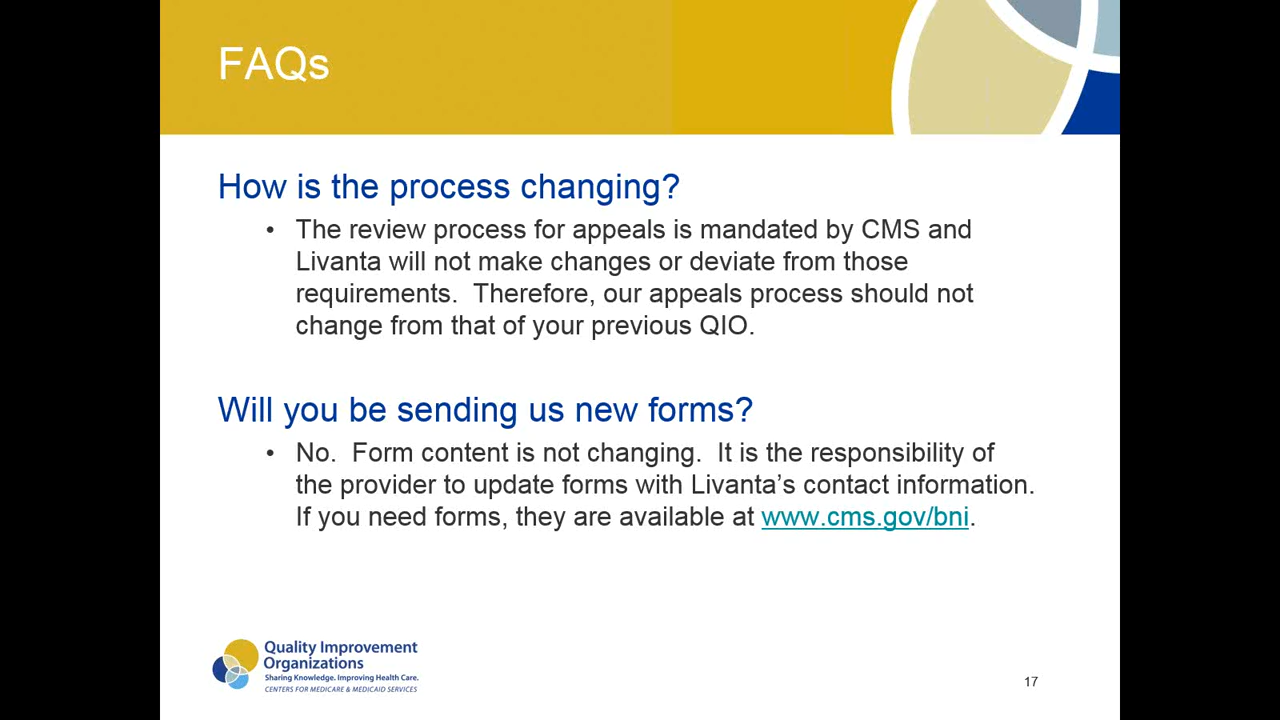 FAQs
How is the process changing?
• The review process for appeals is mandated by CMS and
Livanta will not make changes or deviate from those
requirements.  Therefore, our appeals process should not
change from that of your previous QIO.
Will you be sending us new forms?
• No.  Form content is not changing.  It is the responsibility of
the provider to update forms with Livanta’s contact information.
If you need forms, they are available at www.cms.gov/bni.
Quality Improvement
Organizations
Sharing Knowledge. Improving Health Care.
CENTERS FOR MEDICARE & MEDICAID SERVICES
17